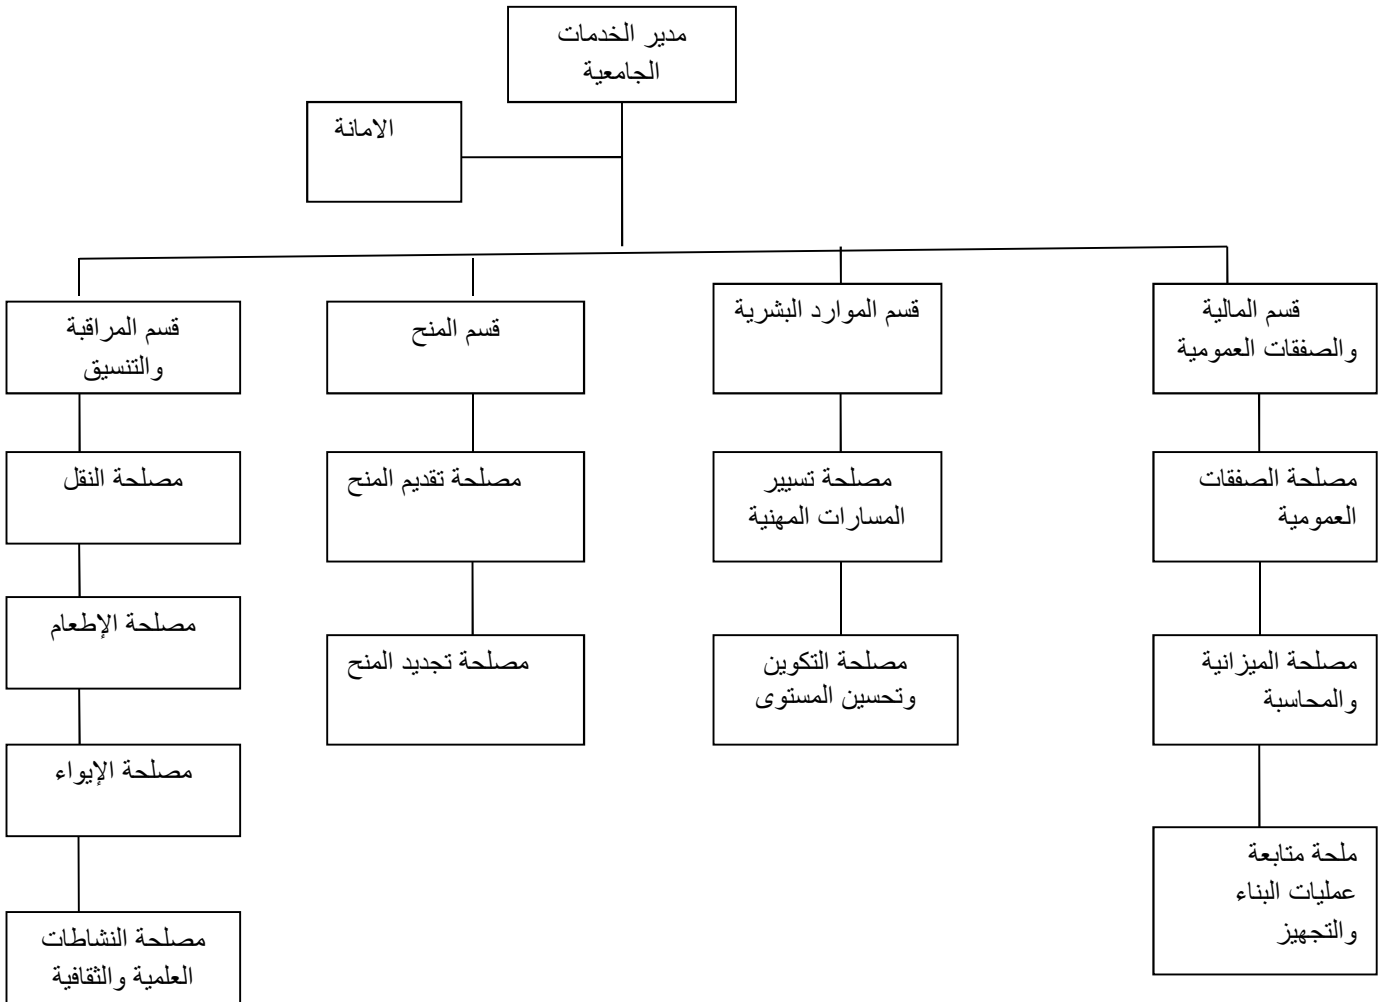 مدير الخدمات
الجامعية
الامانة
قسم المالية
والصفقات العمومية
قسم الموارد البشرية
قسم المنح
قسم المراقبة
والتنسيق
مصلحة الصفقات
العمومية
مصلحة تسيير
المسارات المهنية
مصلحة تقديم المنح
مصلحة النقل
مصلحة الإطعام
مصلحة الميزانية
والمحاسبة
مصلحة التكوين
وتحسين المستوى
مصلحة تجديد المنح
مصلحة الإيواء
ملحة متابعة
عمليات البناء
والتجهيز
مصلحة النشاطات
العلمية والثقافية